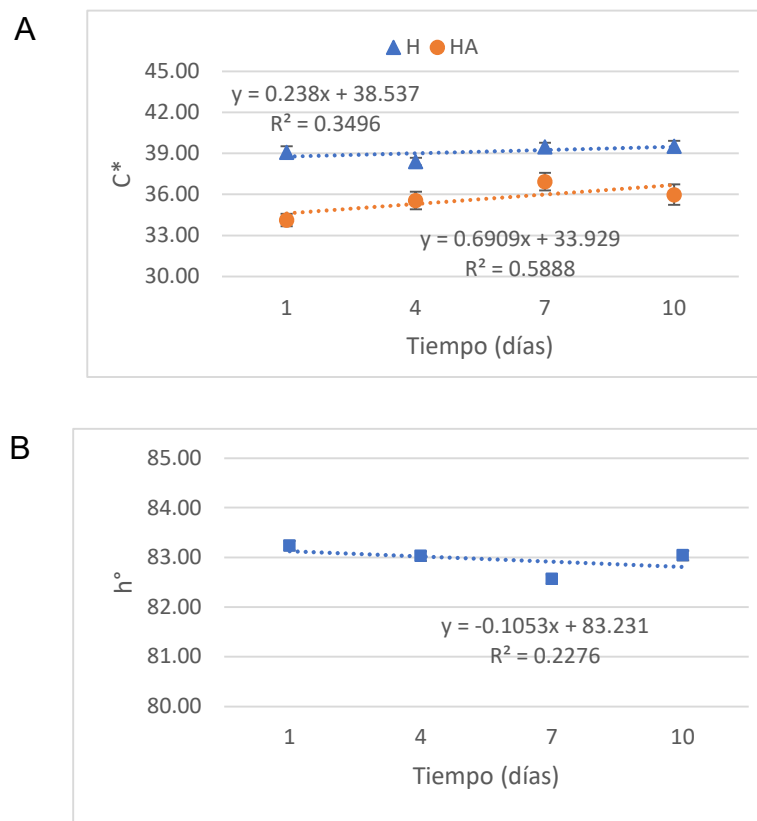 A
H HA
45.00
y = 0.238x + 38.537
42.00
R² = 0.3496
39.00
C*
36.00
33.00
y = 0.6909x + 33.929
R² = 0.5888
30.00
1 4 7 10
Tiempo (días)
B
85.00
84.00
83.00
h°
82.00
y = -0.1053x + 83.231
81.00
R² = 0.2276
80.00
1 4 7 10
Tiempo (días)